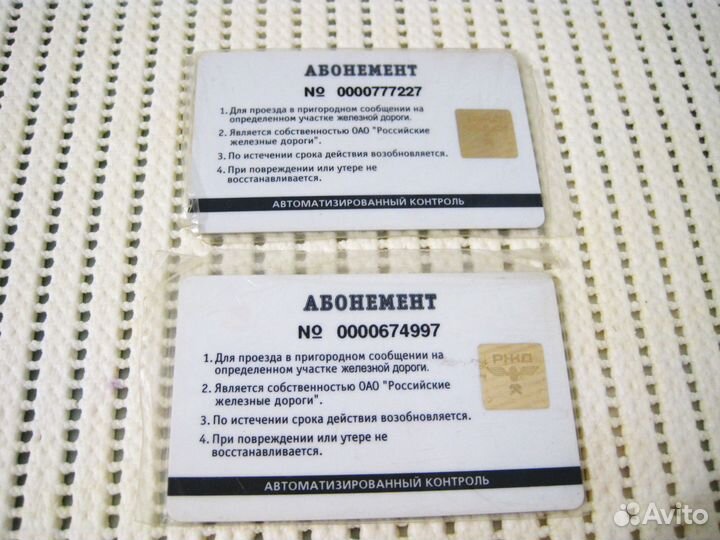 АБОНЕМЕНТ
№ 0000777227
1. Для проезда в пригородном сообщении на
определенном участке железной дороги.
2. Является собственностью ОАО "Российские
железные дороги".
3. По истечении срока действия возобновляется.
4. При повреждении или утере не
восстанавливается.
АВТОМАТИЗИРОВАННЫЙ КОНТРОЛЬ
АБОНЕМЕНТ
№ 0000674997
1. Для проезда в пригородном сообщении на
определенном участке железной дороги.
РЖД
2. Является собственностью ОАО "Российские
железные дороги".
3. По истечении срока действия возобновляется.
4. При повреждении или утере не
восстанавливается.
АВТОМАТИЗИРОВАННЫЙ КОНТРОЛЬ
Avito